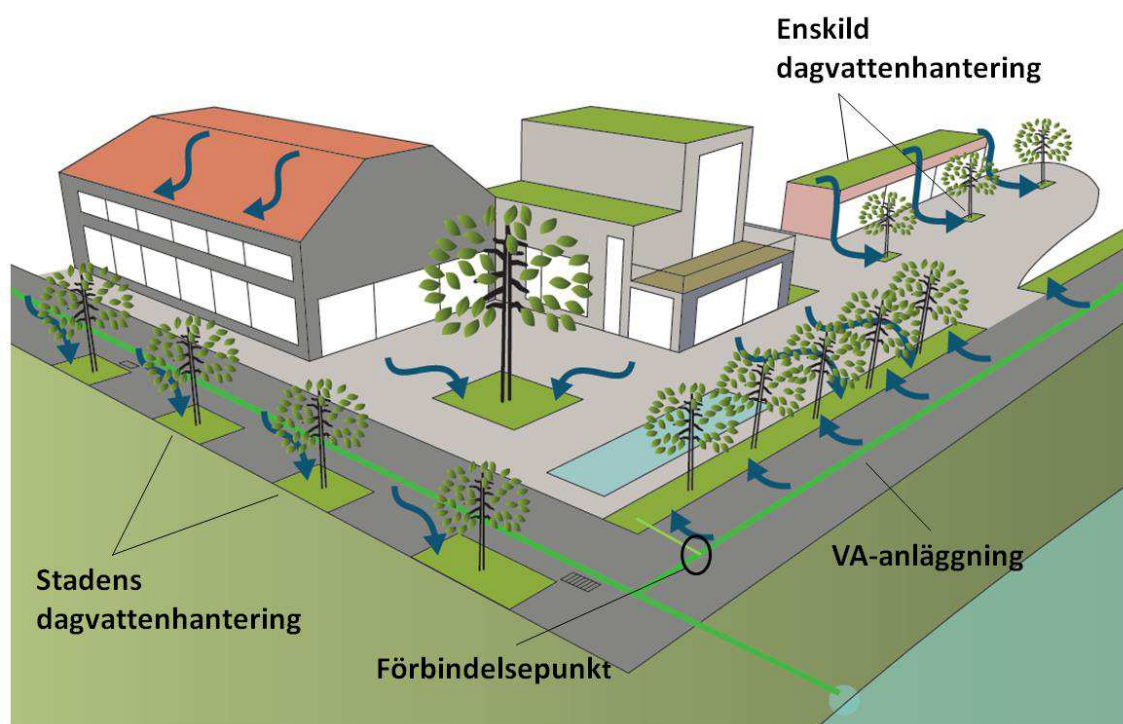 Enskild
dagvattenhantering
VA-anläggning
Stadens
dagvattenhantering
Förbindelsepunkt